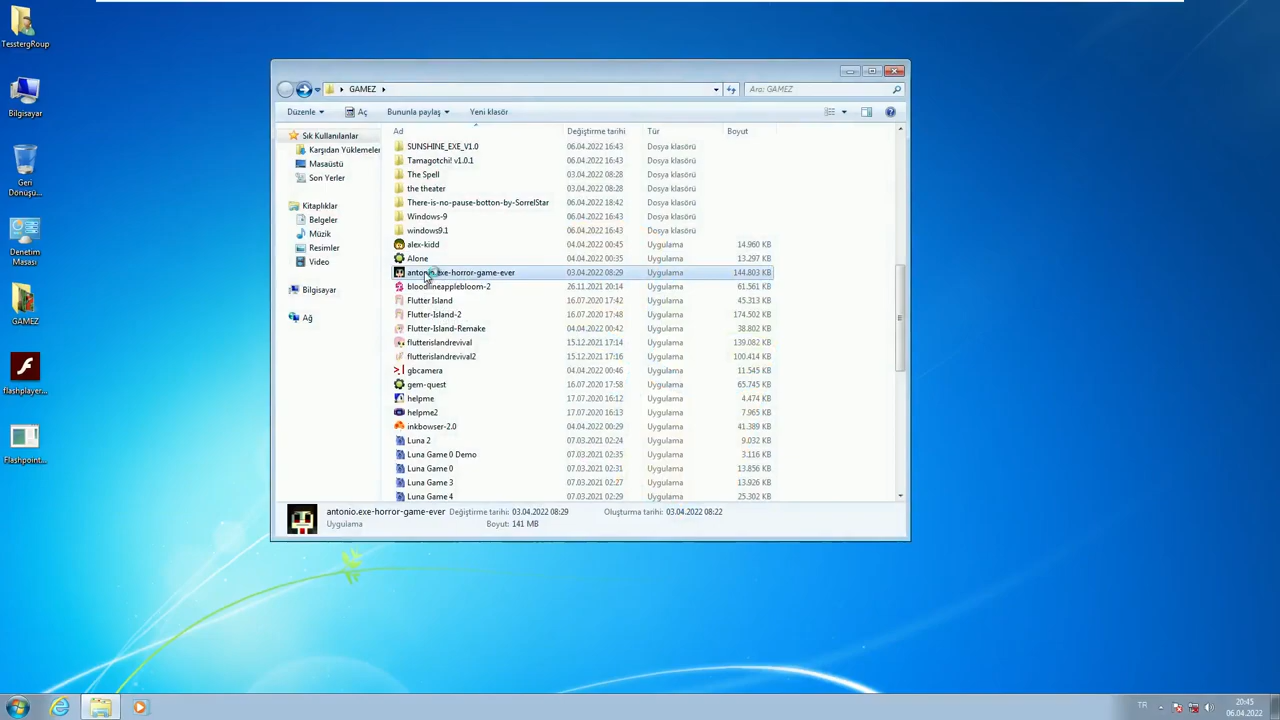 TesstergRoup
Bilgisayar
Geri
Dönüşü...
Denetim
Masası
GAMEZ
flashplayer...
Flashpoint...
GAMEZ
Ara: GAMEZ
Düzenle
Aç
Bununla paylaş
Yeni klasör
Sık Kullanılanlar
Karşıdan Yüklemeler
Masaüstü
Son Yerler
Kitaplıklar
Belgeler
Müzik
Resimler
Video
Bilgisayar
Ağ
Ad Değiştirme tarihi Tür Boyut
SUNSHINE_EXE_V1.0 06.04.2022 16:43 Dosya klasörü
Tamagotchi! v1.0.1 06.04.2022 16:43 Dosya klasörü
The Spell 03.04.2022 08:28 Dosya klasörü
the theater 03.04.2022 08:28 Dosya klasörü
There-is-no-pause-botton-by-SorrelStar 06.04.2022 18:42 Dosya klasörü
Windows-9 06.04.2022 16:43 Dosya klasörü
windows9.1 06.04.2022 16:43 Dosya klasörü
alex-kidd 04.04.2022 00:45 Uygulama 14.960 KB
Alone 04.04.2022 00:35 Uygulama 13.297 KB
antonio.exe-horror-game-ever 03.04.2022 08:29 Uygulama 144.803 KB
bloodlineapplebloom-2 26.11.2021 20:14 Uygulama 61.561 KB
Flutter Island 16.07.2020 17:42 Uygulama 45.313 KB
Flutter-Island-2 16.07.2020 17:48 Uygulama 174.502 KB
Flutter-Island-Remake 04.04.2022 00:42 Uygulama 38.802 KB
flutterislandrevival 15.12.2021 17:14 Uygulama 139.082 KB
flutterislandrevival2 15.12.2021 17:16 Uygulama 100.414 KB
gbcamera 04.04.2022 00:46 Uygulama 11.545 KB
gem-quest 16.07.2020 17:58 Uygulama 65.745 KB
helpme 17.07.2020 16:12 Uygulama 4.474 KB
helpme2 17.07.2020 16:13 Uygulama 7.965 KB
inkbowser-2.0 04.04.2022 00:29 Uygulama 41.389 KB
Luna 2 07.03.2021 02:24 Uygulama 9.032 KB
Luna Game 0 Demo 07.03.2021 02:35 Uygulama 3.116 KB
Luna Game 0 07.03.2021 02:31 Uygulama 13.856 KB
Luna Game 3 07.03.2021 02:27 Uygulama 13.926 KB
Luna Game 4 07.03.2021 02:29 Uygulama 25.302 KB
antonio.exe-horror-game-ever Değiştirme tarihi: 03.04.2022 08:29 Oluşturma tarihi: 03.04.2022 08:22
Uygulama Boyut: 141 MB
TR
20:45
06.04.2022